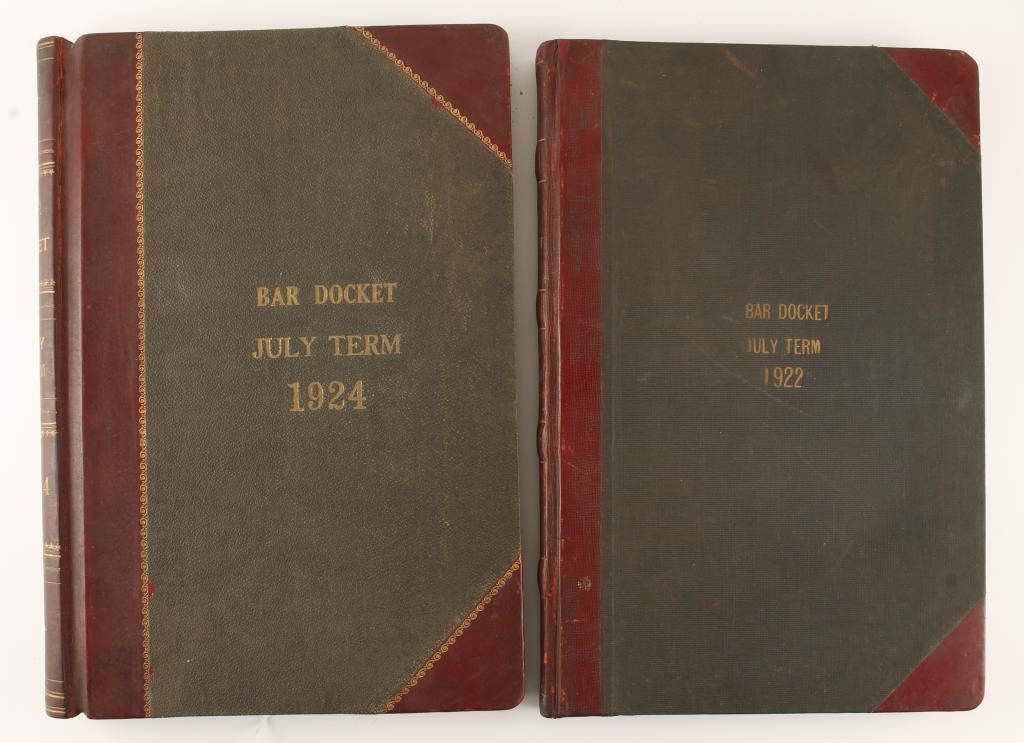 BAR DOCKET
JULY TERM
1924
BAR DOCKET
JULY TERM
1922